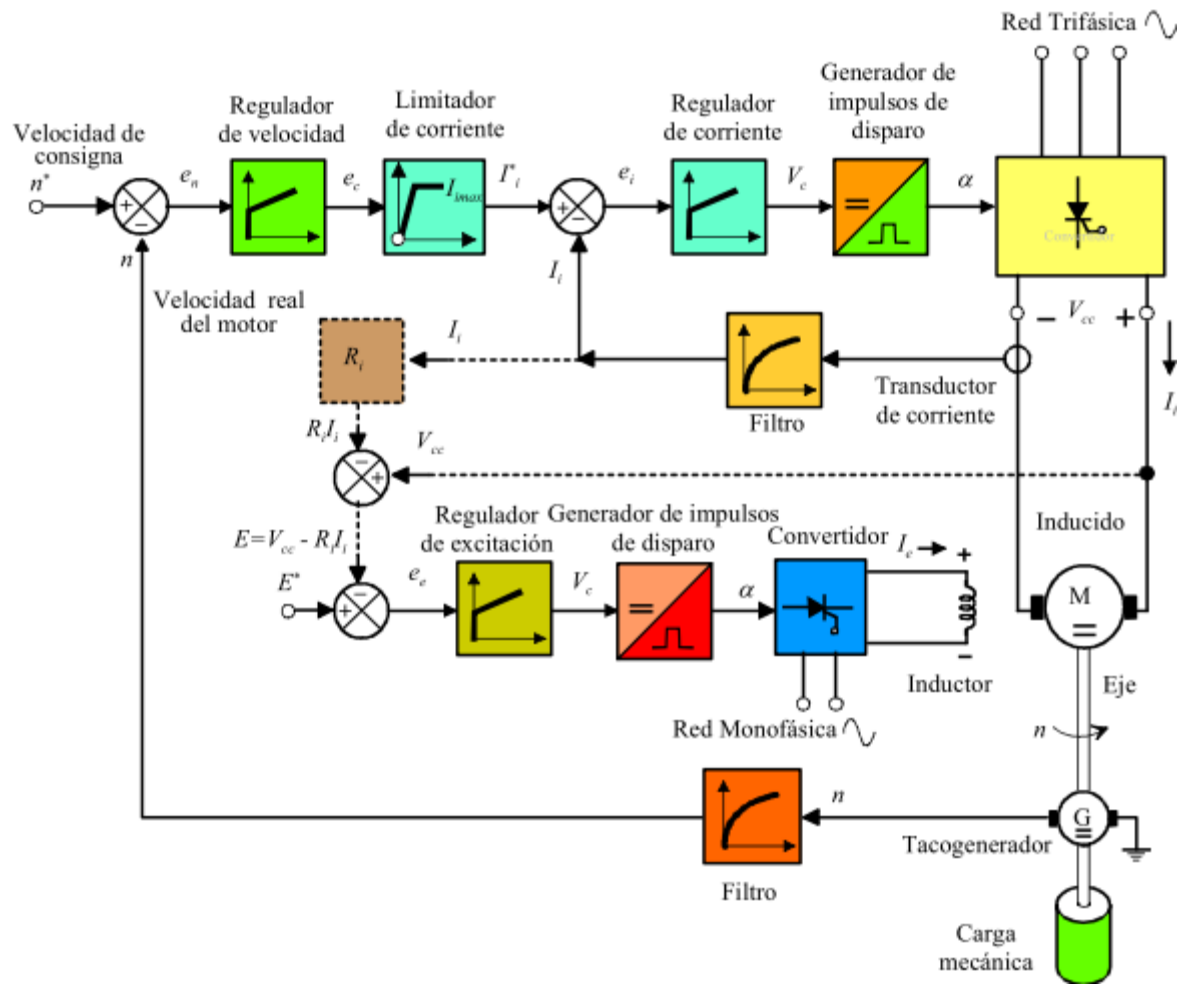 Red Trifásica
Generador de
impulsos de
disparo
Limitador
de corriente
Regulador
de velocidad
Regulador
de corriente
Velocidad de
consigna
n*
e_n
e_c
I*_i
I_imax
e_i
V_c
α
+
−
+
−
=
Convertidor
n
I_i
Velocidad real
del motor
− V_cc +
R_i
I_i
Transductor
de corriente
I_i
Filtro
R_iI_i
V_cc
−
+
Inducido
Regulador
de excitación
Generador de impulsos
de disparo
Convertidor
I_e
+
E=V_cc - R_iI_i
E*
−
+
e_e
V_c
=
α
M
=
−
Inductor
Eje
Red Monofásica
n
n
G
=
Tacogenerador
Filtro
Carga
mecánica